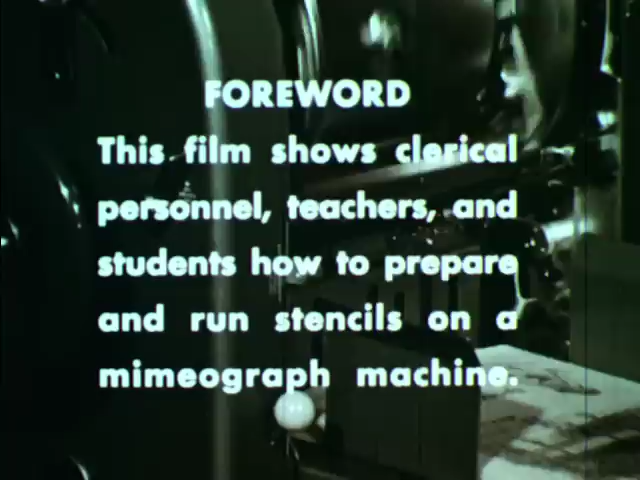 FOREWORD
This film shows clerical
personnel, teachers, and
students how to prepare
and run stencils on a
mimeograph machine.